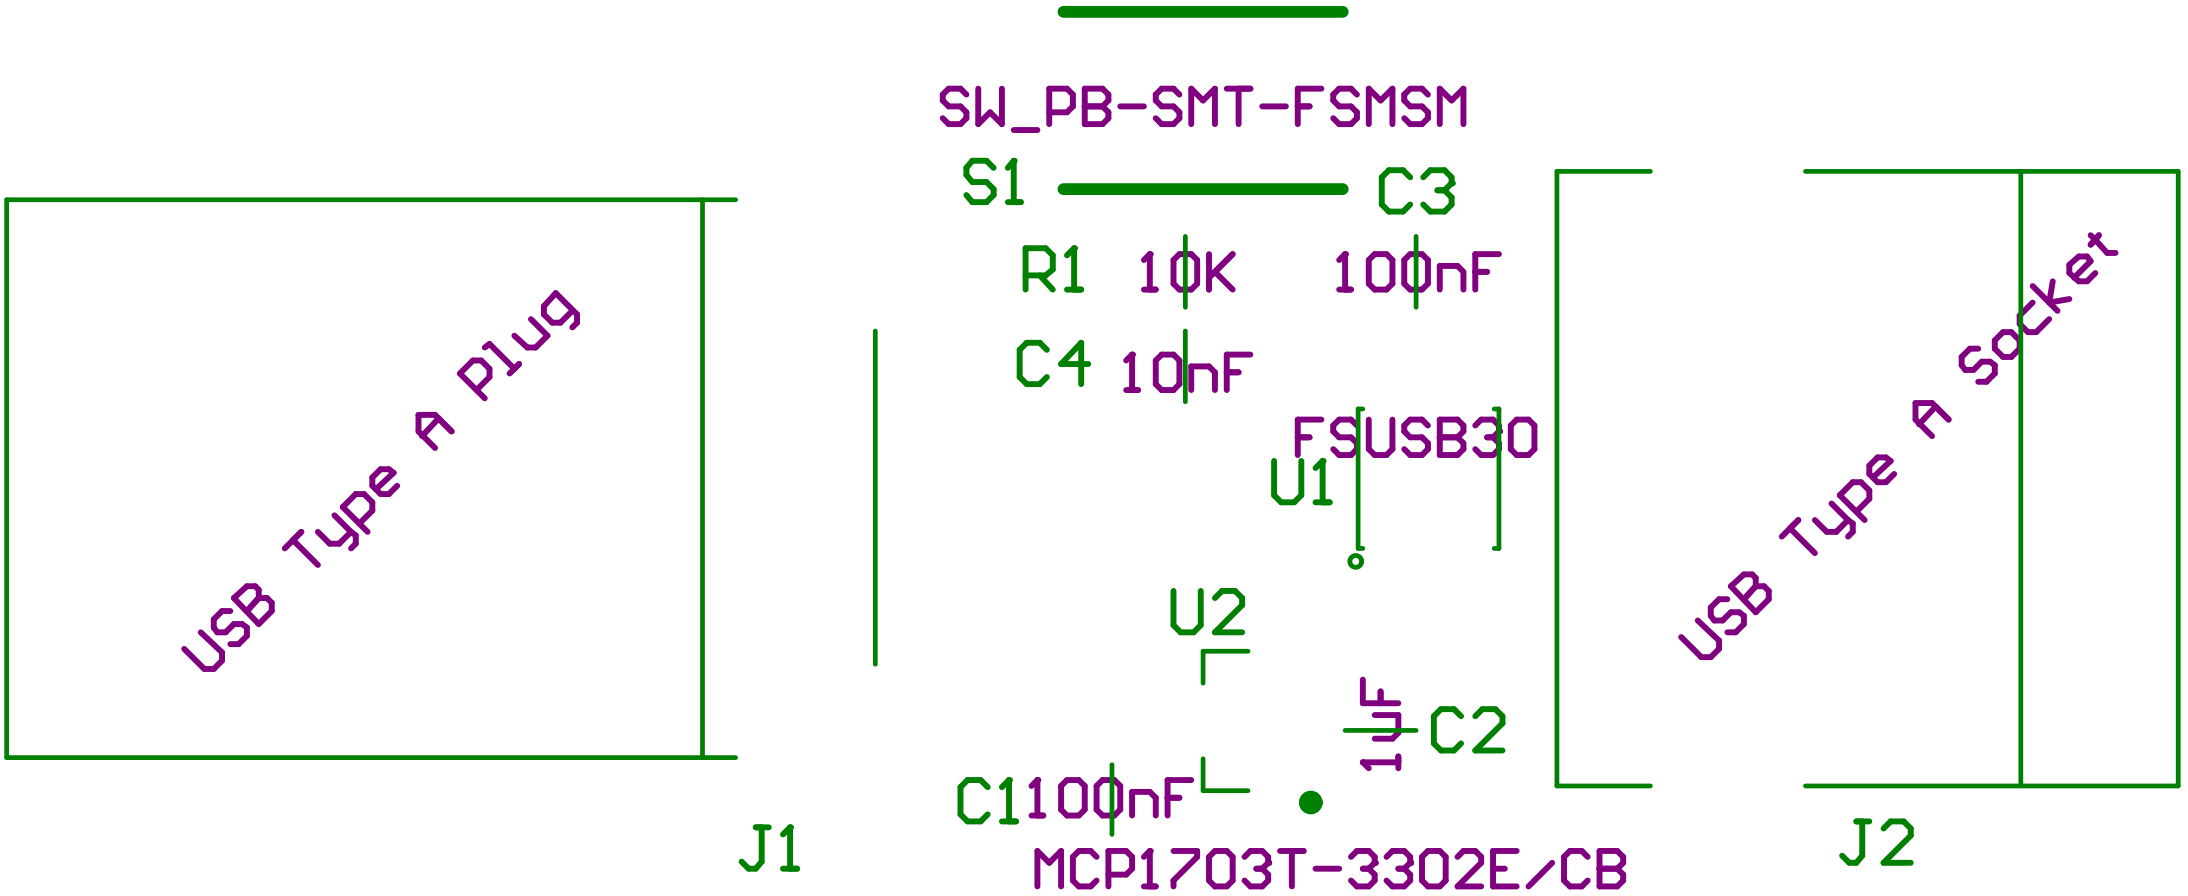 SW_PB-SMT-FSMSM
S1
C3
R1 10K 100nF
C4 10nF
USB Type A Plug
USB Type A Socket
FSUSB30
U1
U2
1uF C2
C1 100nF
J1
J2
MCP1703T-3302E/CB